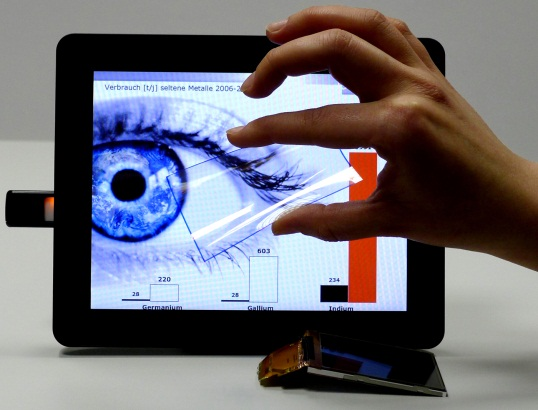 Verbrauch [t/j] seltene Metalle 2006-2
603
220
234
28
28
Germanium
Gallium
Indium